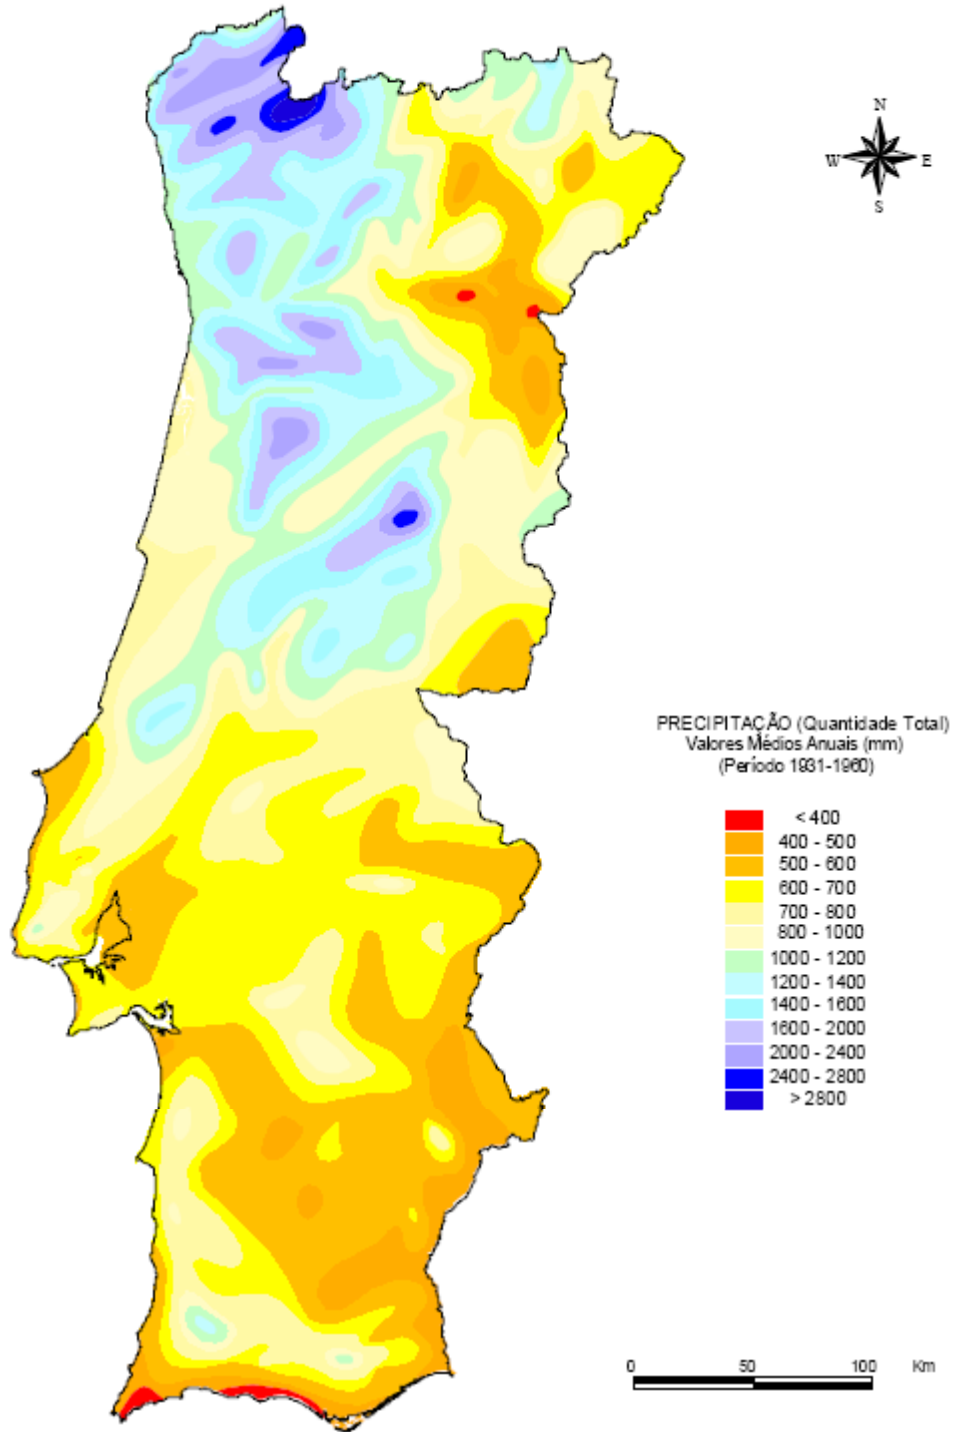 N
W E
S
PRECIPITAÇÃO (Quantidade Total)
Valores Médios Anuais (mm)
(Período 1931-1960)
< 400
400 - 500
500 - 600
600 - 700
700 - 800
800 - 1000
1000 - 1200
1200 - 1400
1400 - 1600
1600 - 2000
2000 - 2400
2400 - 2800
> 2800
0 50 100 Km